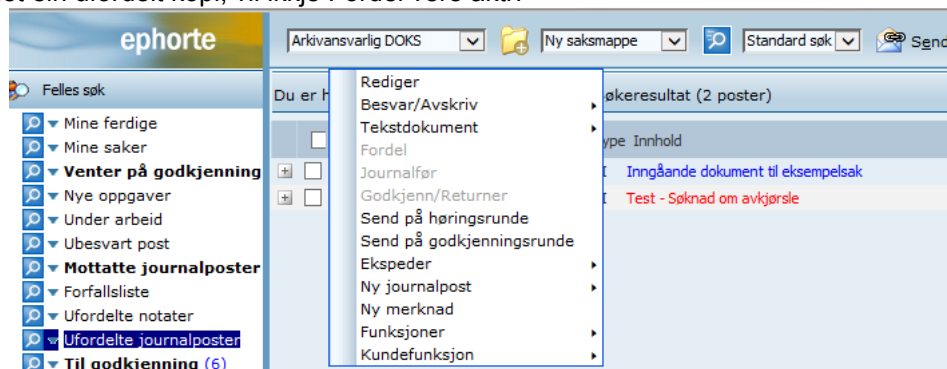 ephorte
Arkivansvarlig DOKS
Ny saksmappe
Standard søk
Send
Felles søk
Mine ferdige
Mine saker
Venter på godkjenning
Nye oppgaver
Under arbeid
Ubesvart post
Mottatte journalposter
Forfallsliste
Ufordelte notater
Ufordelte journalposter
Til godkjenning (6)
Du er h
økeresultat (2 poster)
ype Innhold
I Inngåande dokument til eksempelsak
I Test - Søknad om avkjørsle
Rediger
Besvar/Avskriv
Tekstdokument
Fordel
Journalfør
Godkjenn/Returner
Send på høringsrunde
Send på godkjenningsrunde
Ekspeder
Ny journalpost
Ny merknad
Funksjoner
Kundefunksjon